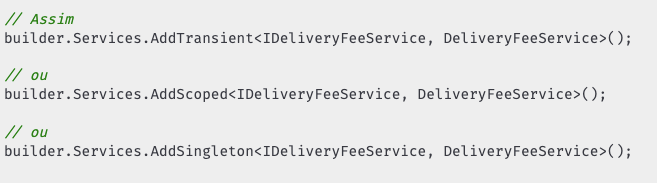 // Assim
builder.Services.AddTransient<IDeliveryFeeService, DeliveryFeeService>();
// ou
builder.Services.AddScoped<IDeliveryFeeService, DeliveryFeeService>();
// ou
builder.Services.AddSingleton<IDeliveryFeeService, DeliveryFeeService>();